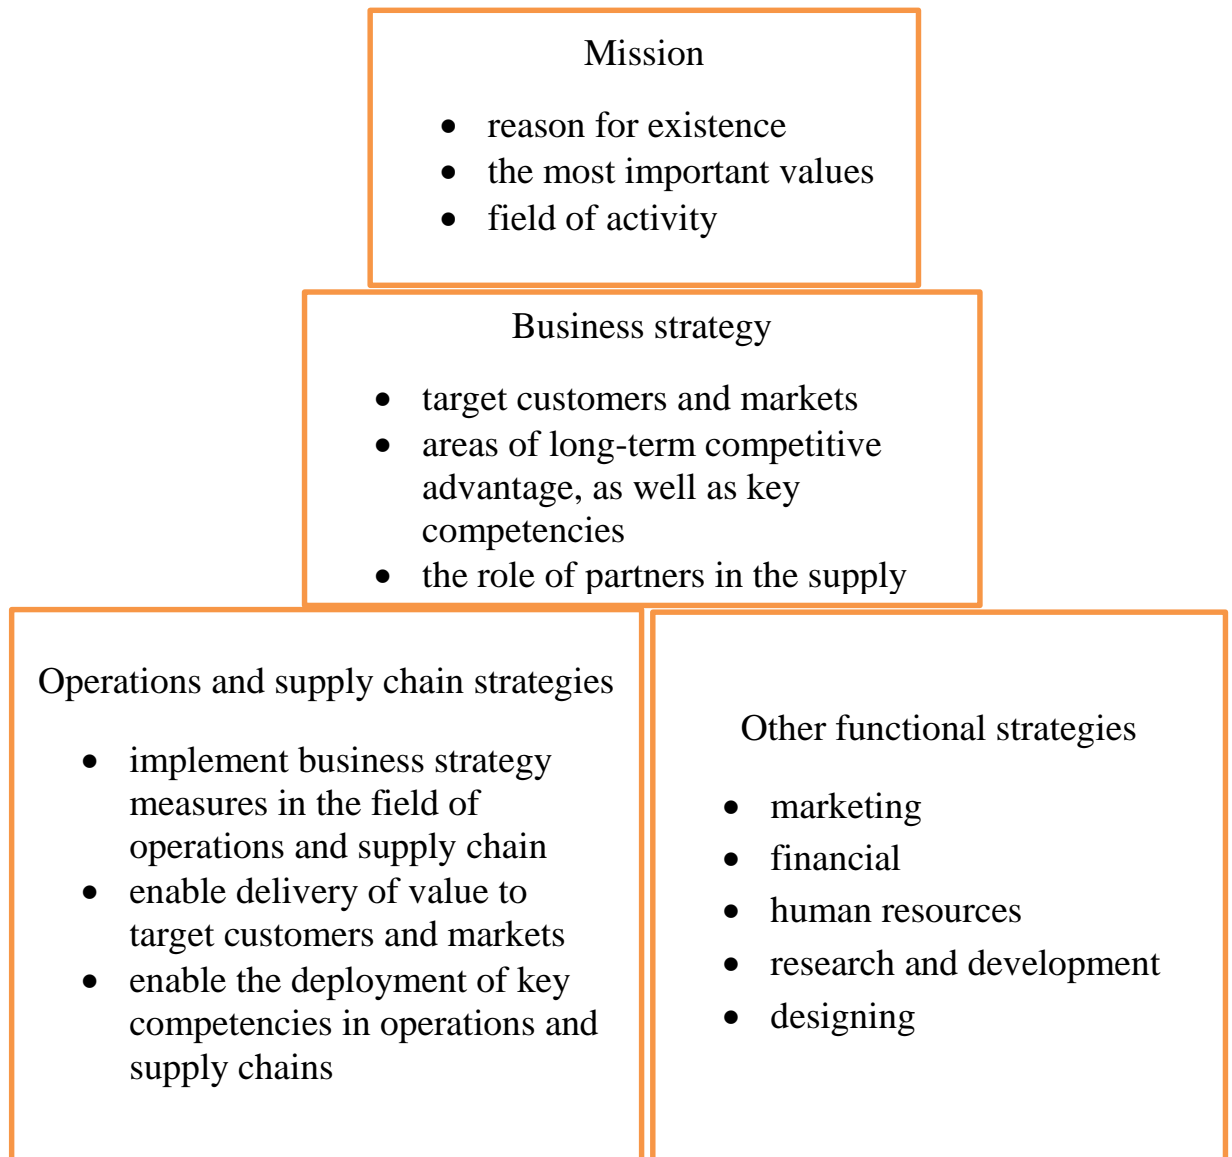 Mission
• reason for existence
• the most important values
• field of activity
Business strategy
• target customers and markets
• areas of long-term competitive
advantage, as well as key
competencies
• the role of partners in the supply
Operations and supply chain strategies
• implement business strategy
measures in the field of
operations and supply chain
• enable delivery of value to
target customers and markets
• enable the deployment of key
competencies in operations and
supply chains
Other functional strategies
• marketing
• financial
• human resources
• research and development
• designing